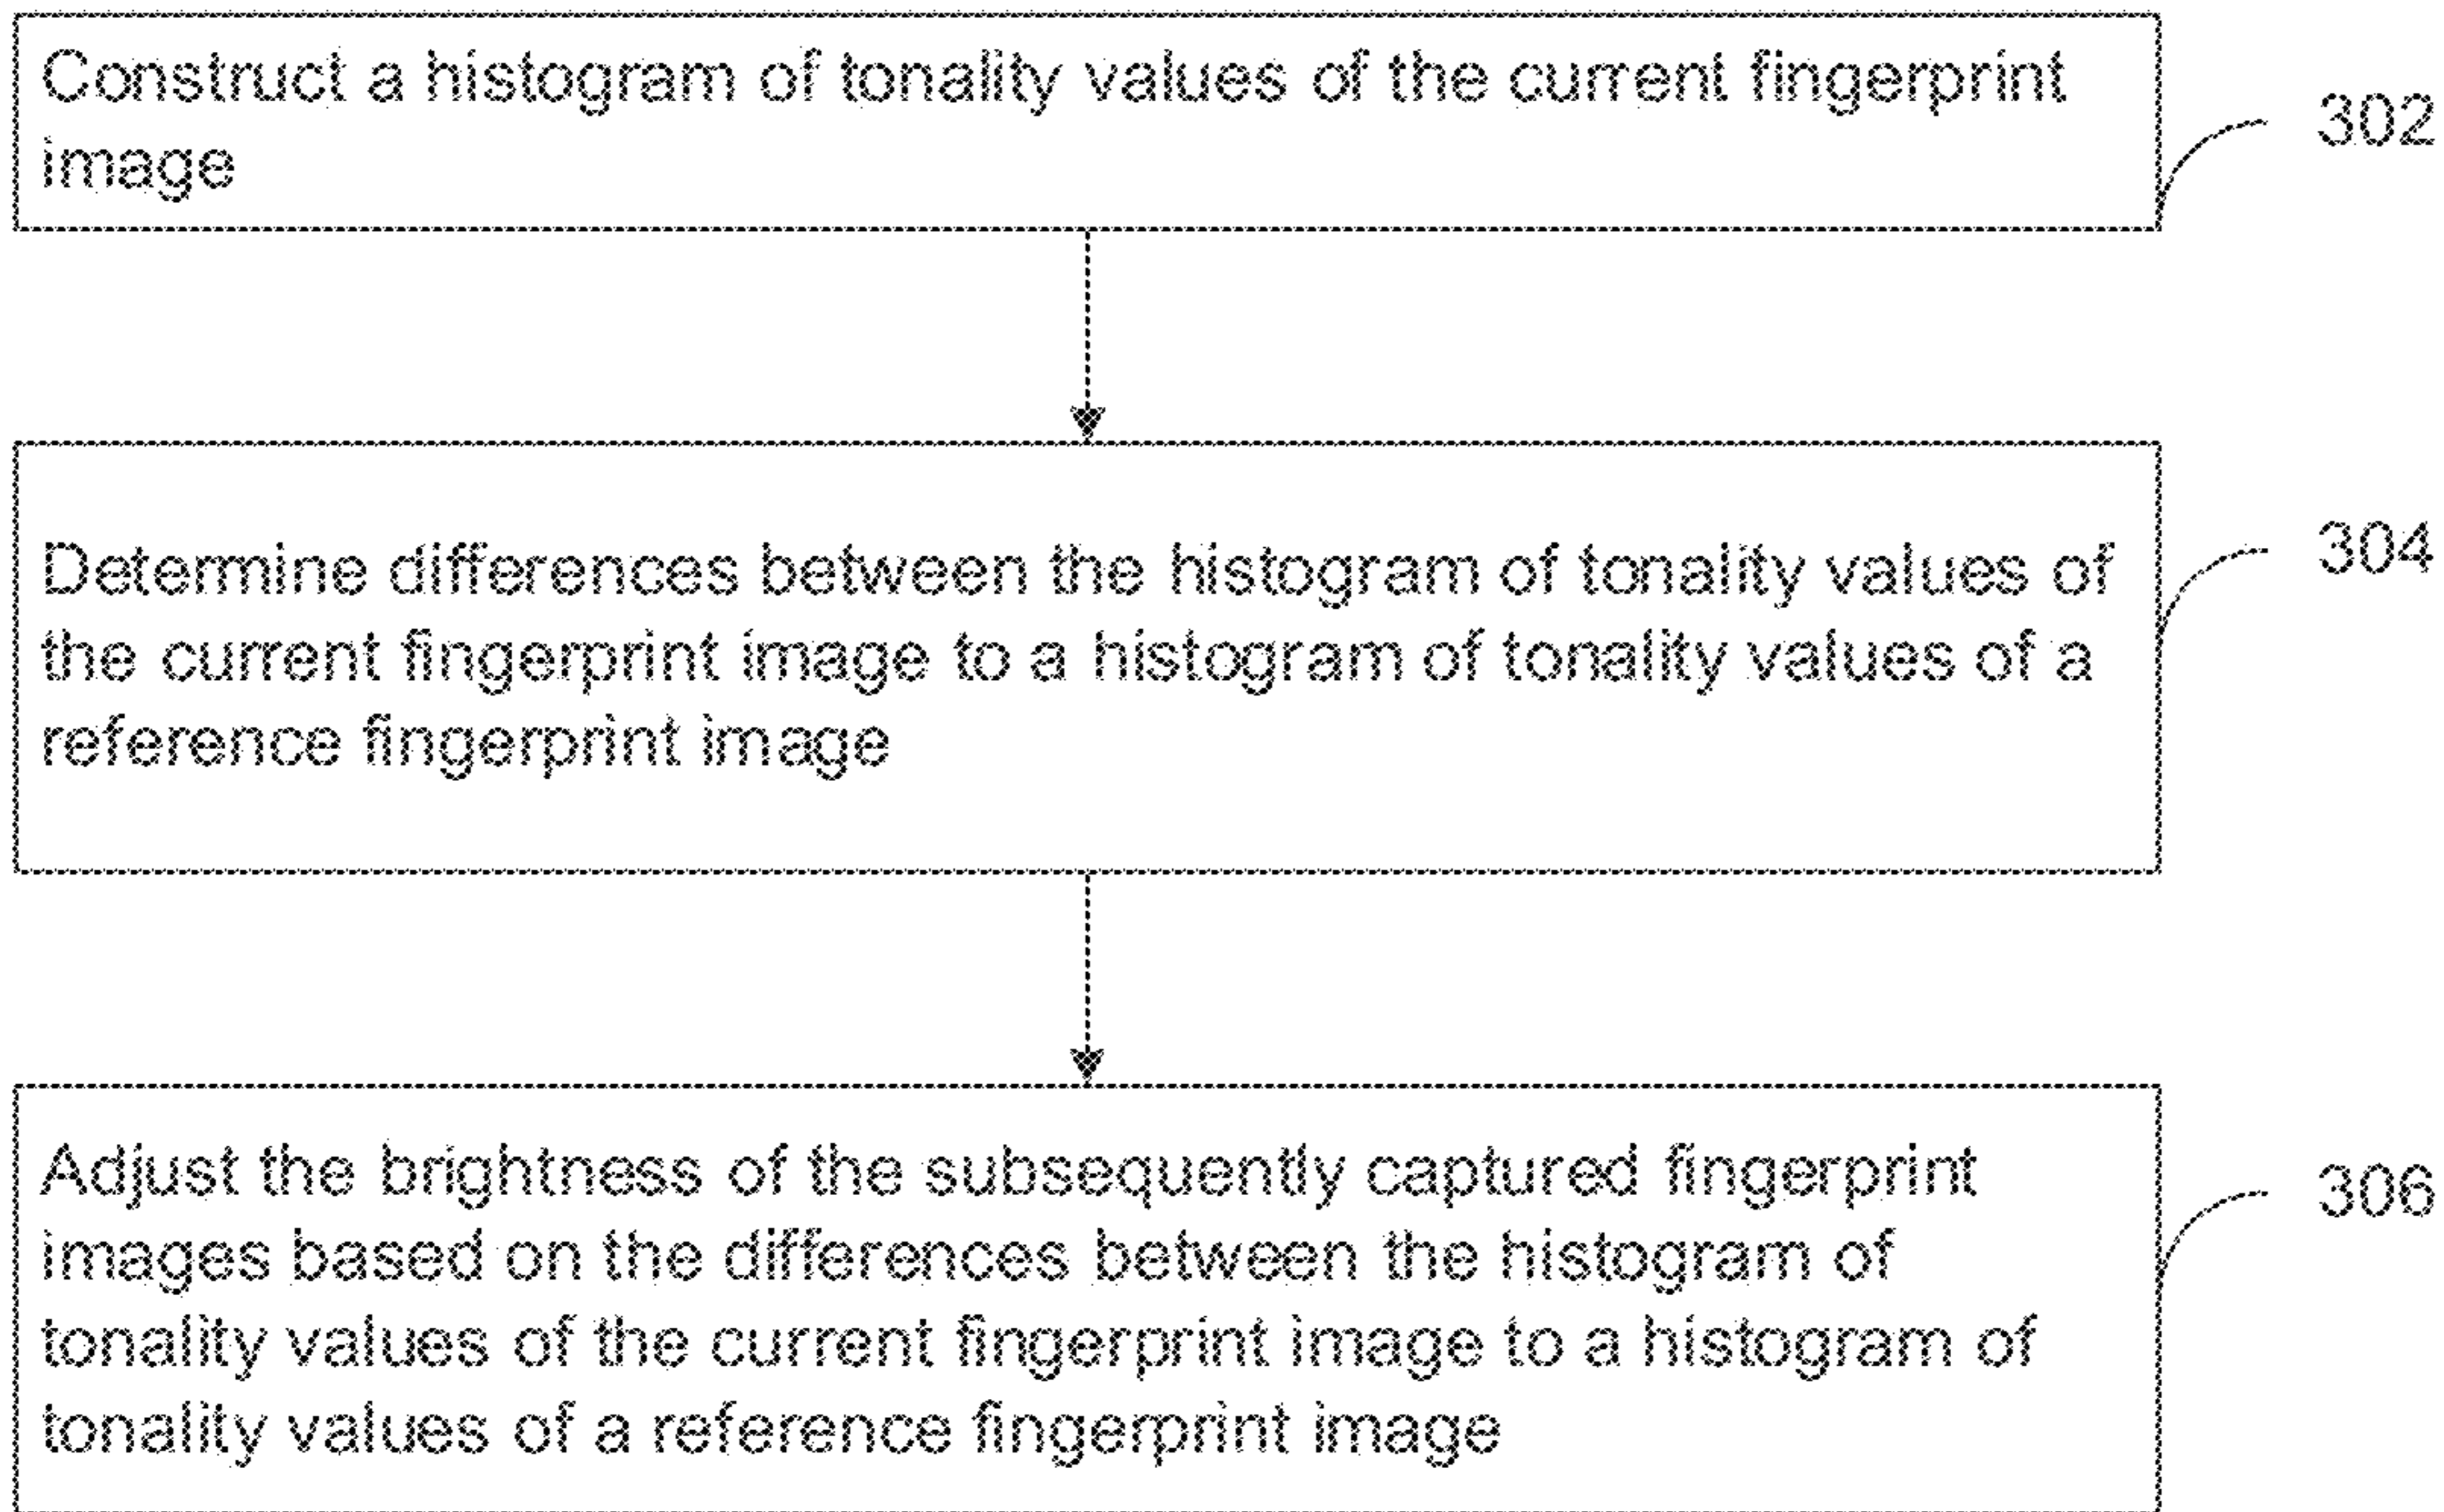 Construct a histogram of tonality values of the current fingerprint
image
302
Determine differences between the histogram of tonality values of
the current fingerprint image to a histogram of tonality values of a
reference fingerprint image
304
Adjust the brightness of the subsequently captured fingerprint
images based on the differences between the histogram of
tonality values of the current fingerprint image to a histogram of
tonality values of a reference fingerprint image
306